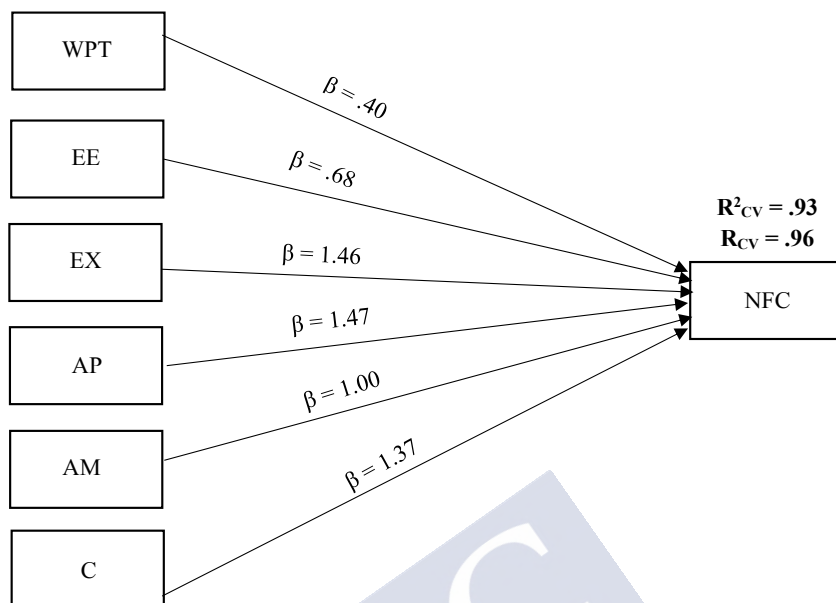 WPT
β = .40
EE
β = .68
R²CV = .93
RCV = .96
EX
β = 1.46
NFC
AP
β = 1.47
AM
β = 1.00
C
β = 1.37
C